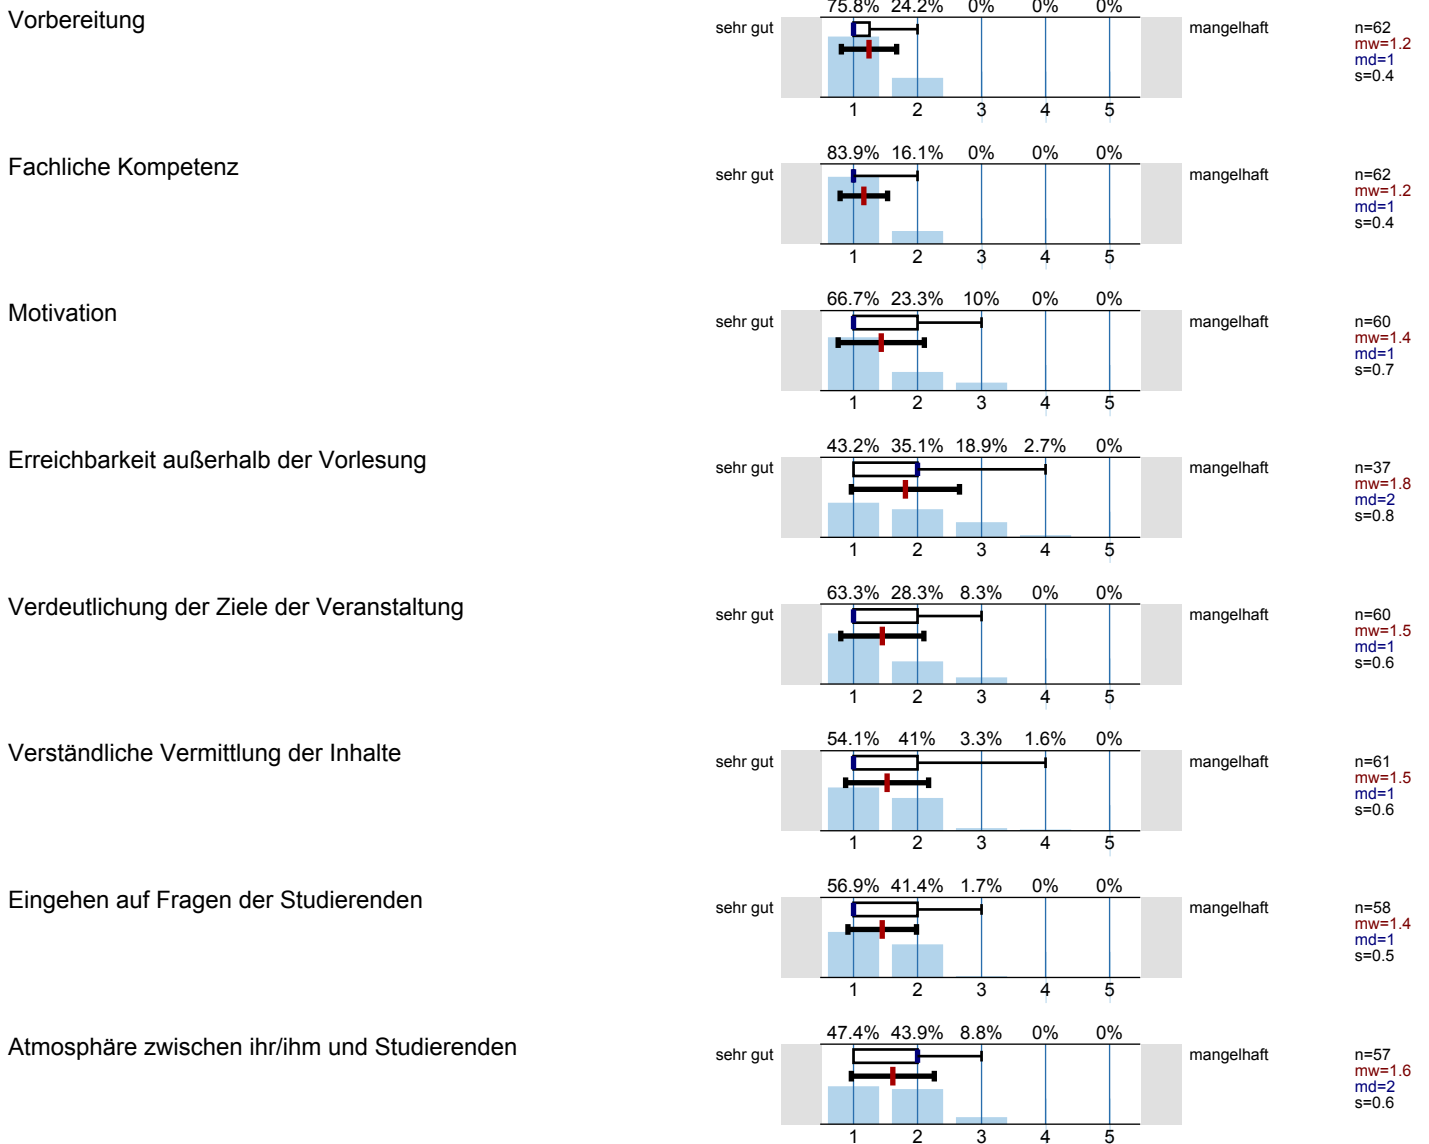 Vorbereitung
75.8% 24.2% 0% 0% 0%
sehr gut mangelhaft
n=62
mw=1.2
md=1
s=0.4
1 2 3 4 5
Fachliche Kompetenz
83.9% 16.1% 0% 0% 0%
sehr gut mangelhaft
n=62
mw=1.2
md=1
s=0.4
1 2 3 4 5
Motivation
66.7% 23.3% 10% 0% 0%
sehr gut mangelhaft
n=60
mw=1.4
md=1
s=0.7
1 2 3 4 5
Erreichbarkeit außerhalb der Vorlesung
43.2% 35.1% 18.9% 2.7% 0%
sehr gut mangelhaft
n=37
mw=1.8
md=2
s=0.8
1 2 3 4 5
Verdeutlichung der Ziele der Veranstaltung
63.3% 28.3% 8.3% 0% 0%
sehr gut mangelhaft
n=60
mw=1.5
md=1
s=0.6
1 2 3 4 5
Verständliche Vermittlung der Inhalte
54.1% 41% 3.3% 1.6% 0%
sehr gut mangelhaft
n=61
mw=1.5
md=1
s=0.6
1 2 3 4 5
Eingehen auf Fragen der Studierenden
56.9% 41.4% 1.7% 0% 0%
sehr gut mangelhaft
n=58
mw=1.4
md=1
s=0.5
1 2 3 4 5
Atmosphäre zwischen ihr/ihm und Studierenden
47.4% 43.9% 8.8% 0% 0%
sehr gut mangelhaft
n=57
mw=1.6
md=2
s=0.6
1 2 3 4 5